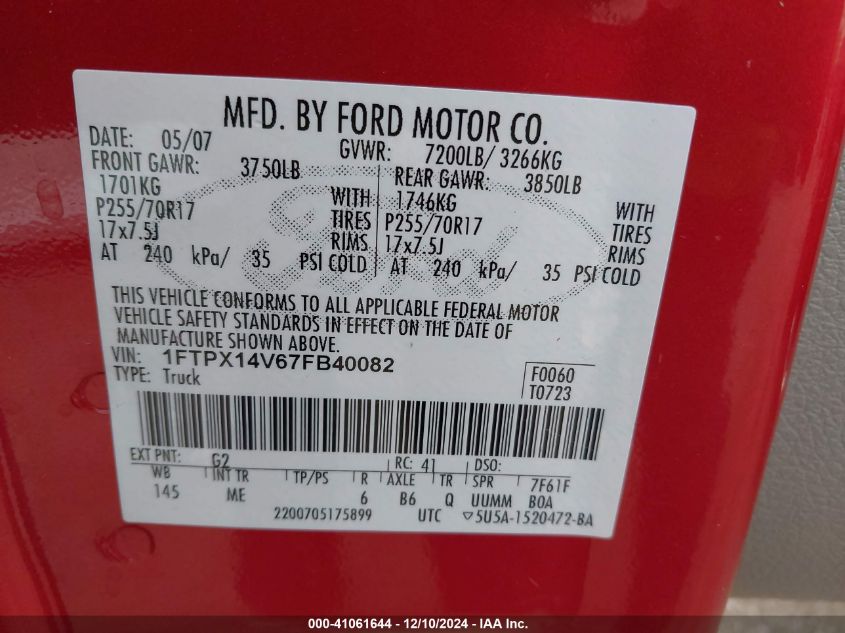 MFD. BY FORD MOTOR CO.
DATE: 05/07 GVWR: 7200LB/ 3266KG
FRONT GAWR: 3750LB REAR GAWR: 3850LB
1701KG WITH 1746KG WITH
P255/70R17 TIRES P255/70R17 TIRES
17x7.5J RIMS 17x7.5J RIMS
AT 240 kPa/ 35 PSI COLD AT 240 kPa/ 35 PSI COLD
Ford
THIS VEHICLE CONFORMS TO ALL APPLICABLE FEDERAL MOTOR
VEHICLE SAFETY STANDARDS IN EFFECT ON THE DATE OF
MANUFACTURE SHOWN ABOVE.
VIN: 1FTPX14V67FB40082 F0060
TYPE: Truck T0723
EXT PNT: G2 RC: 41 DSO:
WB INT TR TP/PS R AXLE TR SPR 7F61F
145 ME 6 B6 Q UUMM BOA
2200705175899 UTC ▽5U5A-1520472-BA
000-41061644 - 12/10/2024 - IAA Inc.